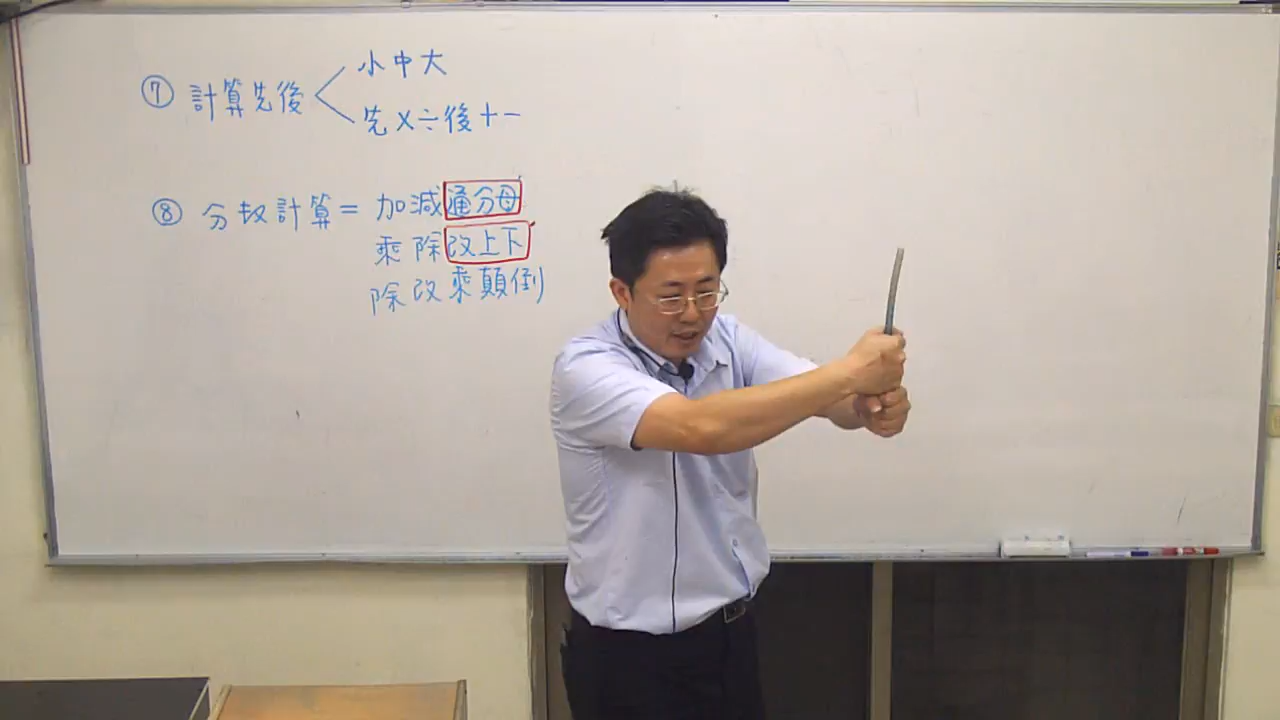 ⑦ 計算先後 小中大
先×÷後+-
⑧ 分数計算= 加減通分母
乘除改上下
除改乘顛倒